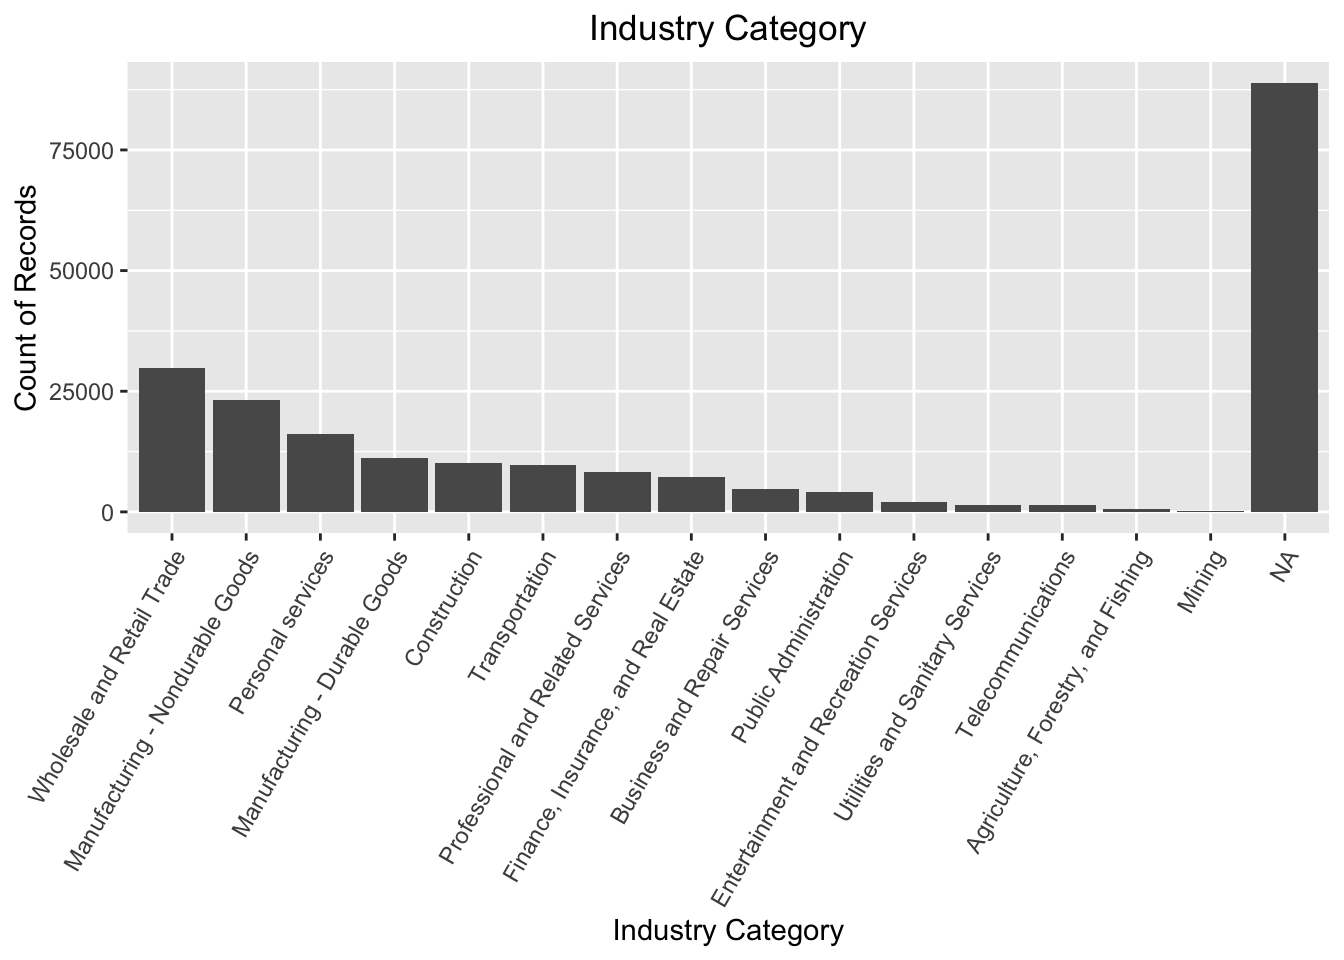 Industry Category
Count of Records
75000
50000
25000
0
Wholesale and Retail Trade
Manufacturing - Nondurable Goods
Personal services
Manufacturing - Durable Goods
Construction
Transportation
Professional and Related Services
Finance, Insurance, and Real Estate
Business and Repair Services
Public Administration
Entertainment and Recreation Services
Utilities and Sanitary Services
Telecommunications
Agriculture, Forestry, and Fishing
Mining
NA
Industry Category